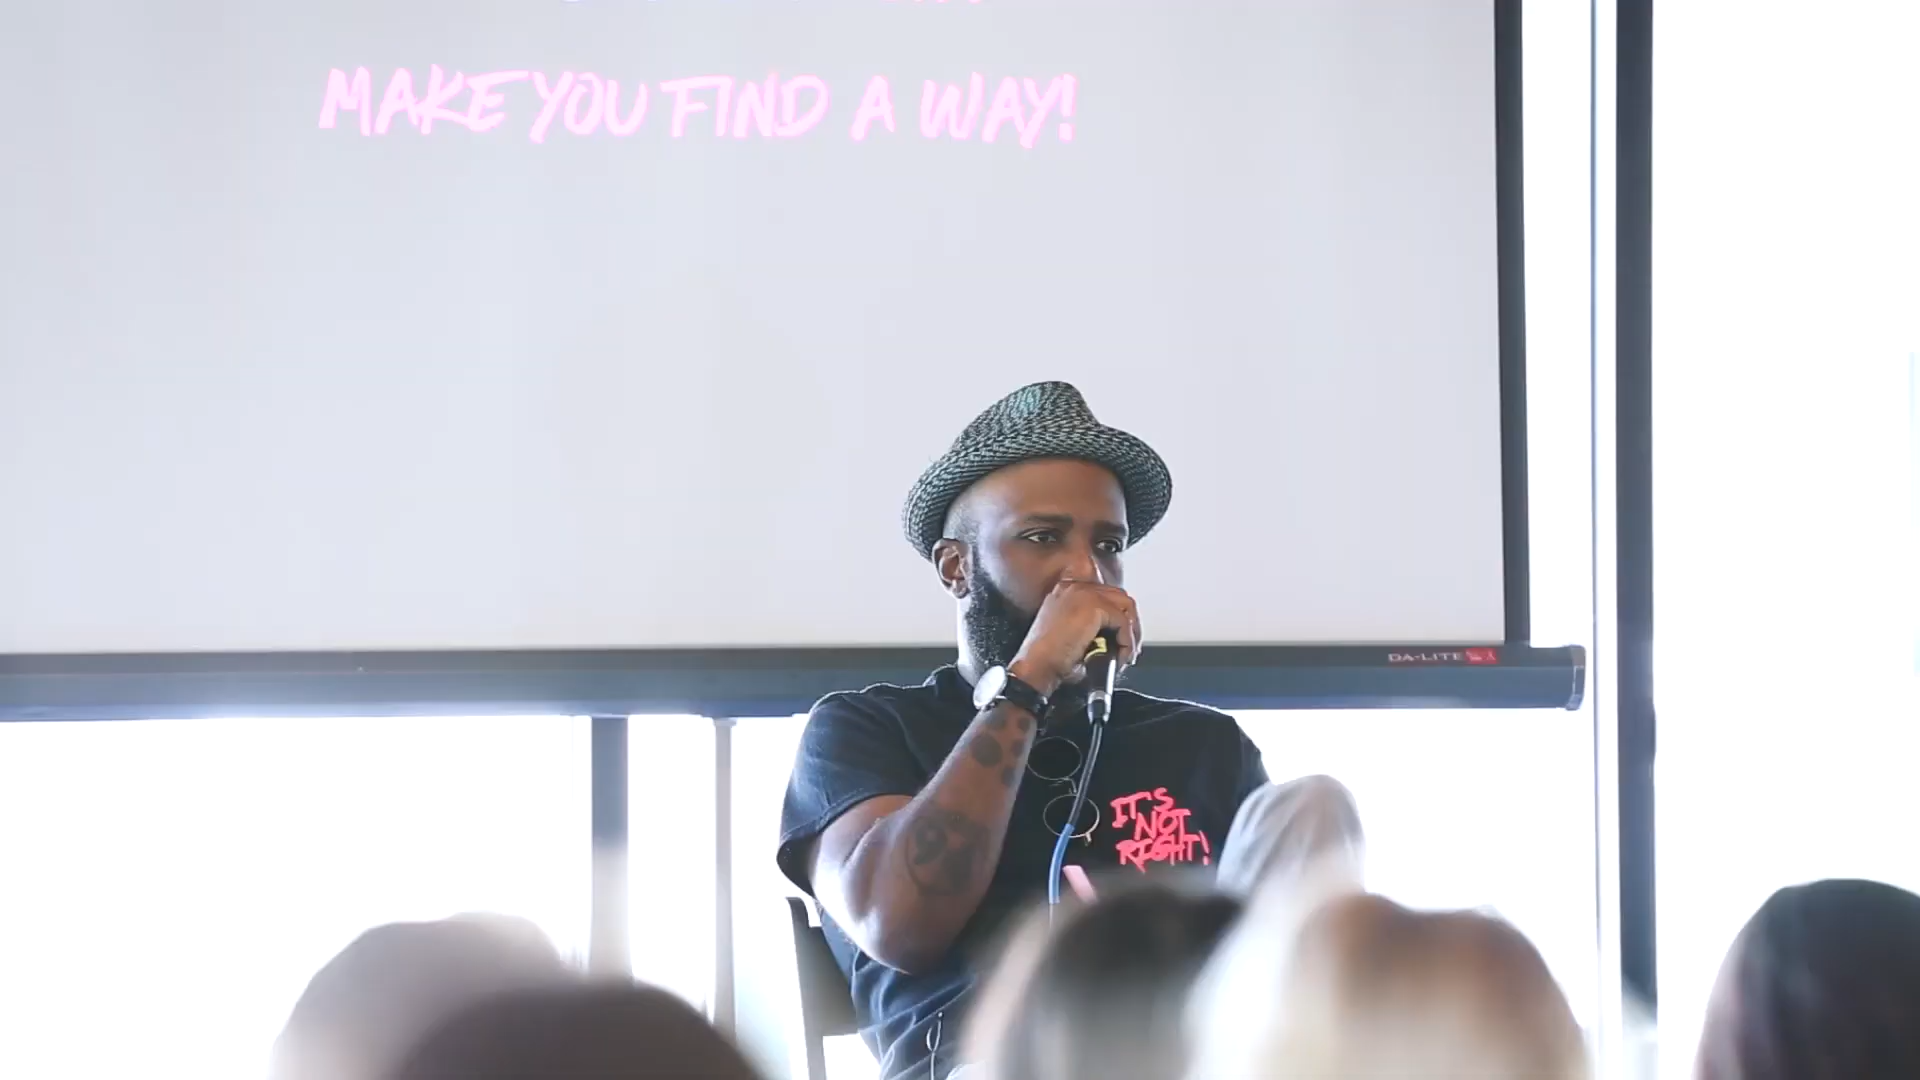 MAKE YOU FIND A WAY!
DA-LITE
IT'S
NOT
RIGHT!